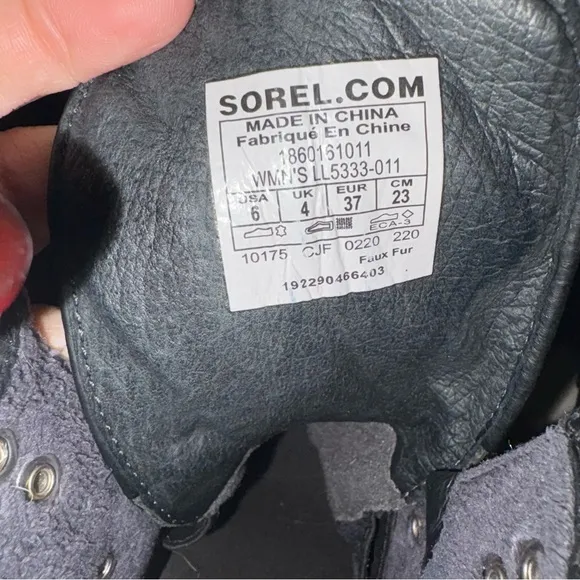 SOREL.COM
MADE IN CHINA
Fabriqué En Chine
1860161011
WMN'S LL5333-011
USA UK EUR CM
6 4 37 23
ECA-3
10175 CJF 0220 220
Faux Fur
192290466403